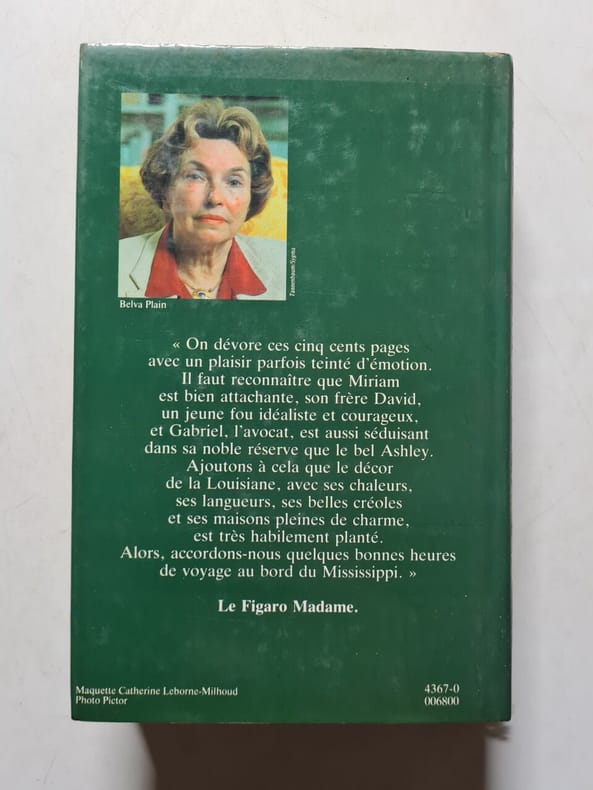 Tannenbaum/Sygma
Belva Plain
« On dévore ces cinq cents pages
avec un plaisir parfois teinté d'émotion.
Il faut reconnaître que Miriam
est bien attachante, son frère David,
un jeune fou idéaliste et courageux,
et Gabriel, l'avocat, est aussi séduisant
dans sa noble réserve que le bel Ashley.
Ajoutons à cela que le décor
de la Louisiane, avec ses chaleurs,
ses langueurs, ses belles créoles
et ses maisons pleines de charme,
est très habilement planté.
Alors, accordons-nous quelques bonnes heures
de voyage au bord du Mississippi. »
Le Figaro Madame.
Maquette Catherine Leborne-Milhoud
Photo Pictor
4367-0
006800